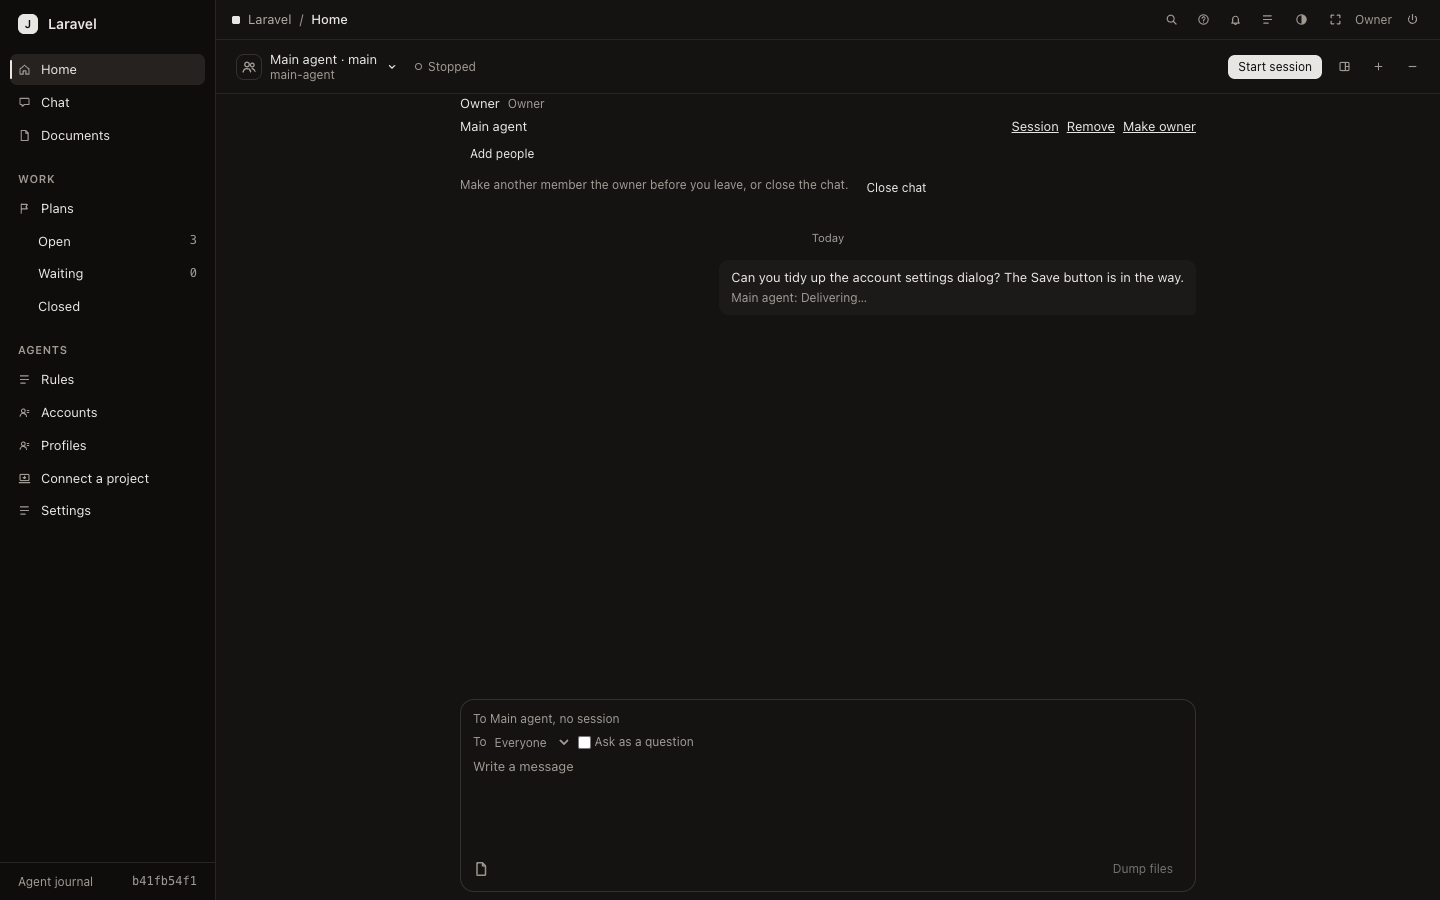 J Laravel
Home
Chat
Documents
WORK
Plans
Open 3
Waiting 0
Closed
AGENTS
Rules
Accounts
Profiles
Connect a project
Settings
Agent journal b41fb54f1
Laravel / Home
Owner
Main agent · main
main-agent
Stopped
Start session
Owner Owner
Main agent
Session Remove Make owner
Add people
Make another member the owner before you leave, or close the chat. Close chat
Today
Can you tidy up the account settings dialog? The Save button is in the way.
Main agent: Delivering…
To Main agent, no session
To Everyone Ask as a question
Write a message
Dump files